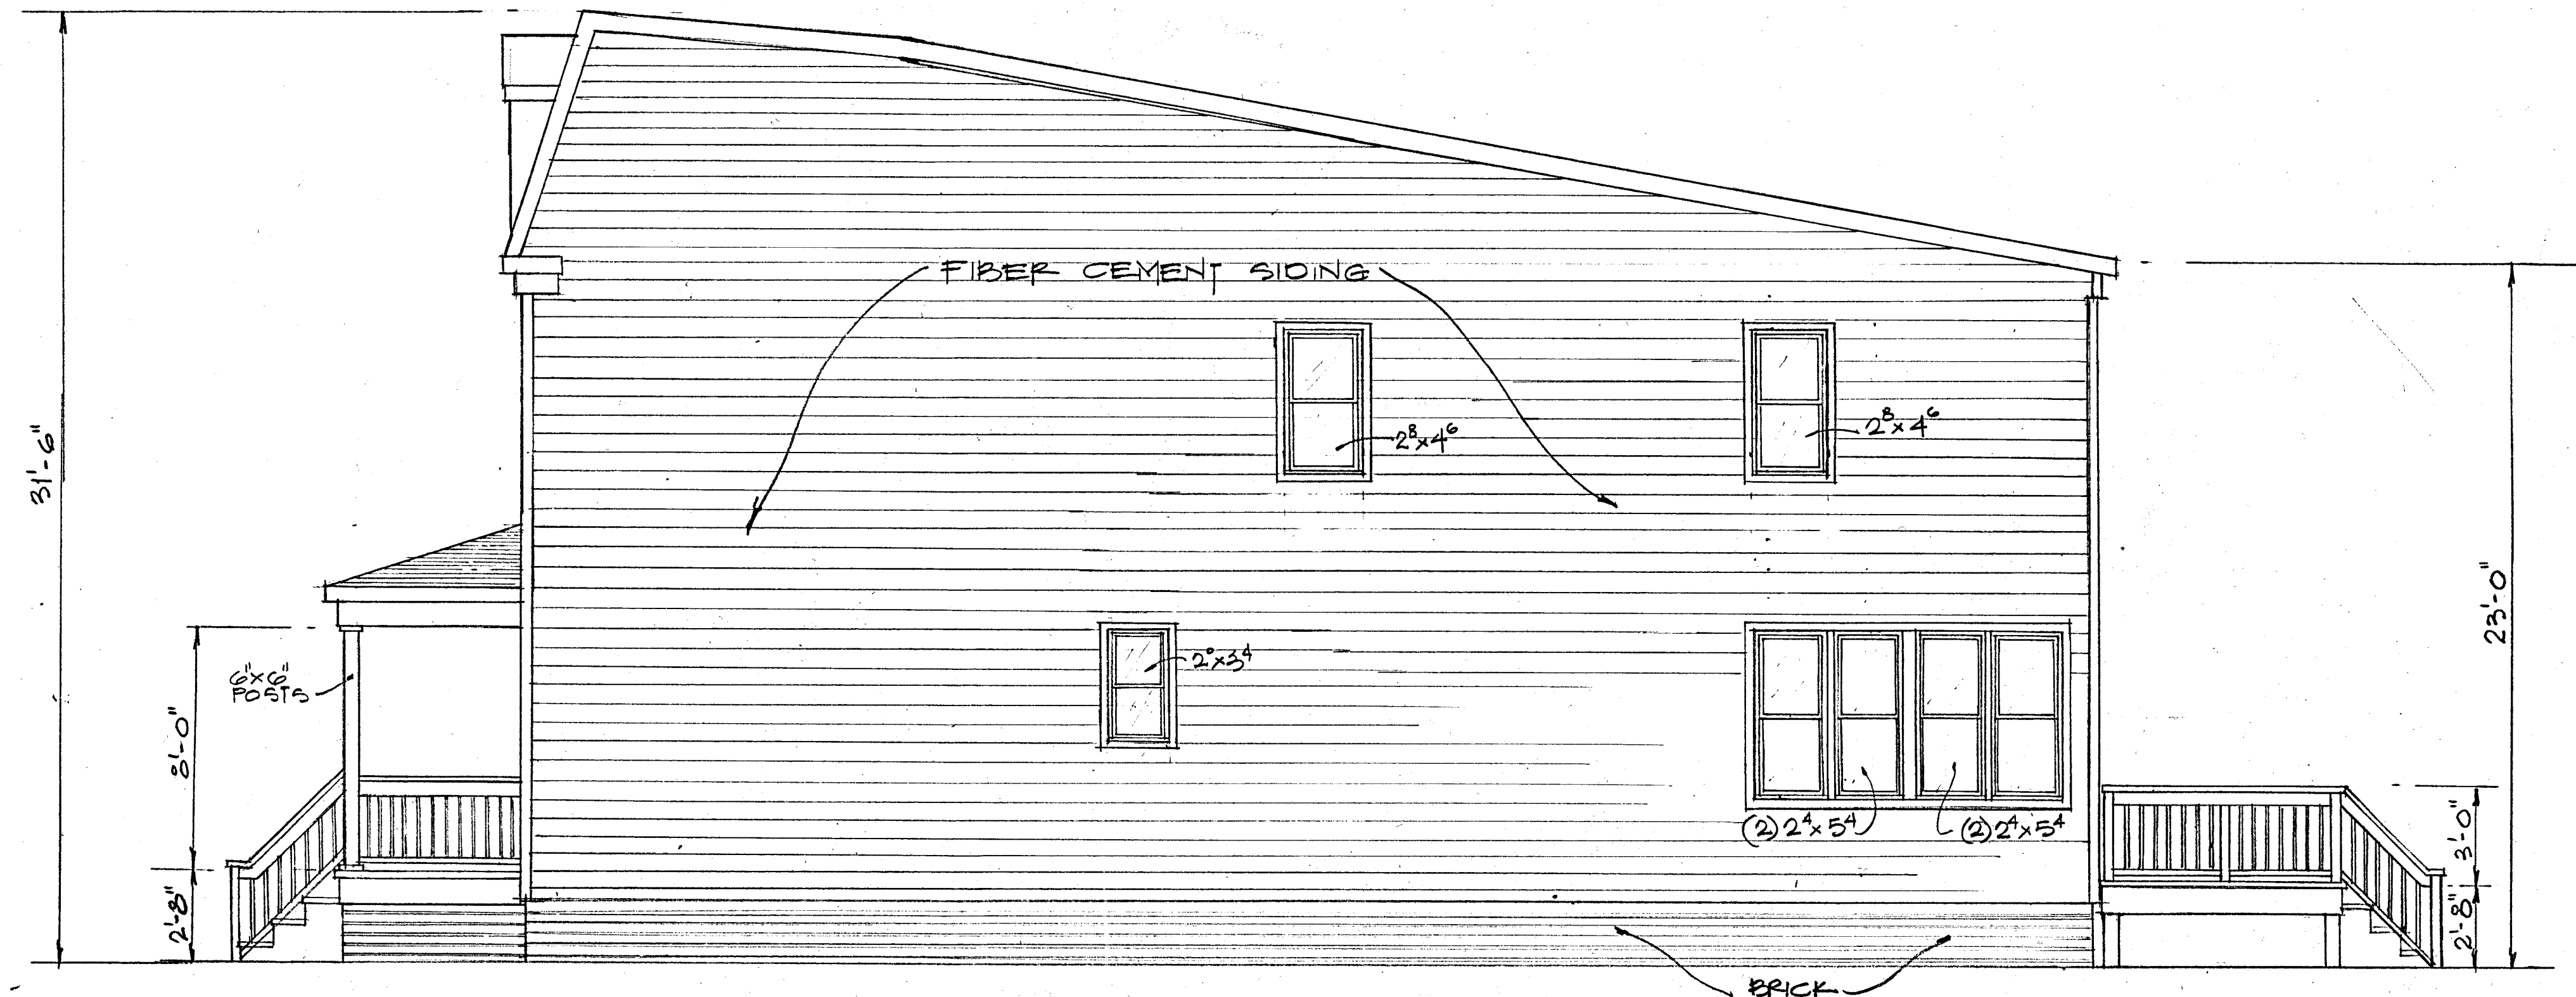 FIBER CEMENT SIDING
31'-6"
2⁸x4⁶
2⁸x4⁶
23'-0"
2⁰x3⁴
6"x6"
POSTS
8'-0"
(2) 2⁴x5⁴
(2) 2⁴x5⁴
3'-0"
2'-8"
2'-8"
BRICK